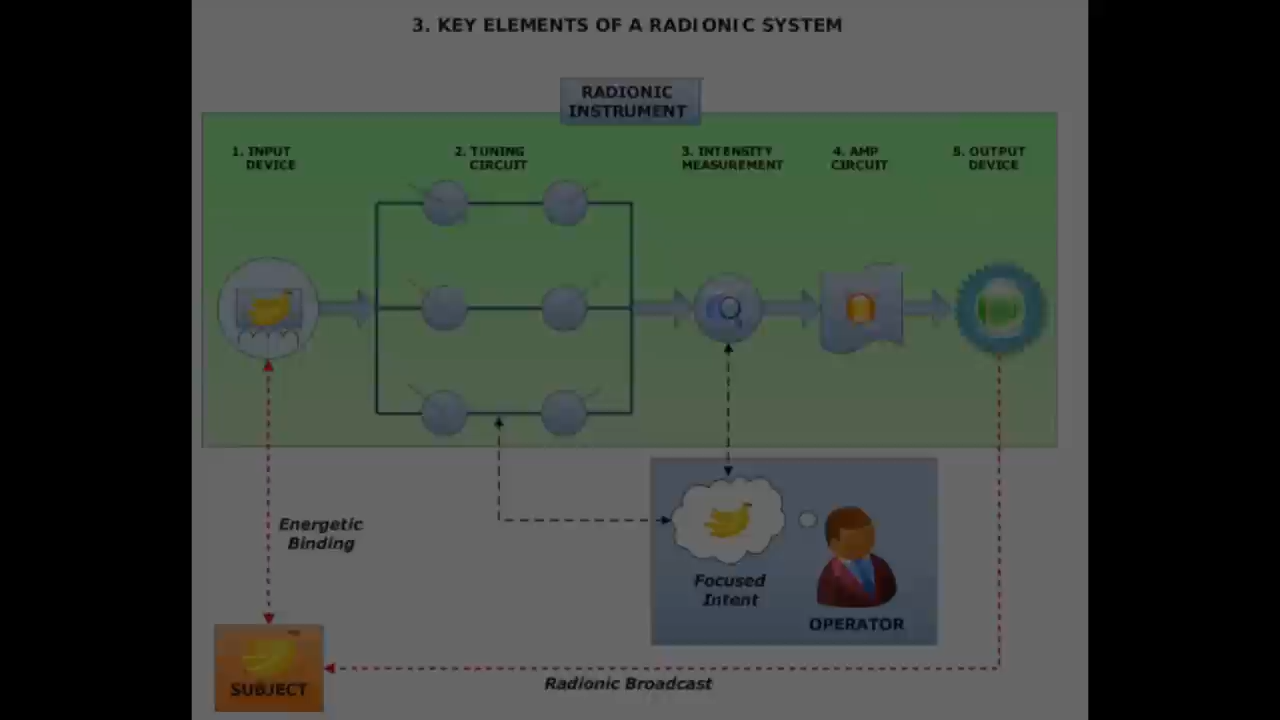 3. KEY ELEMENTS OF A RADIONIC SYSTEM
RADIONIC
INSTRUMENT
1. INPUT
DEVICE
2. TUNING
CIRCUIT
3. INTENSITY
MEASUREMENT
4. AMP
CIRCUIT
5. OUTPUT
DEVICE
Energetic
Binding
Focused
Intent
OPERATOR
SUBJECT
Radionic Broadcast